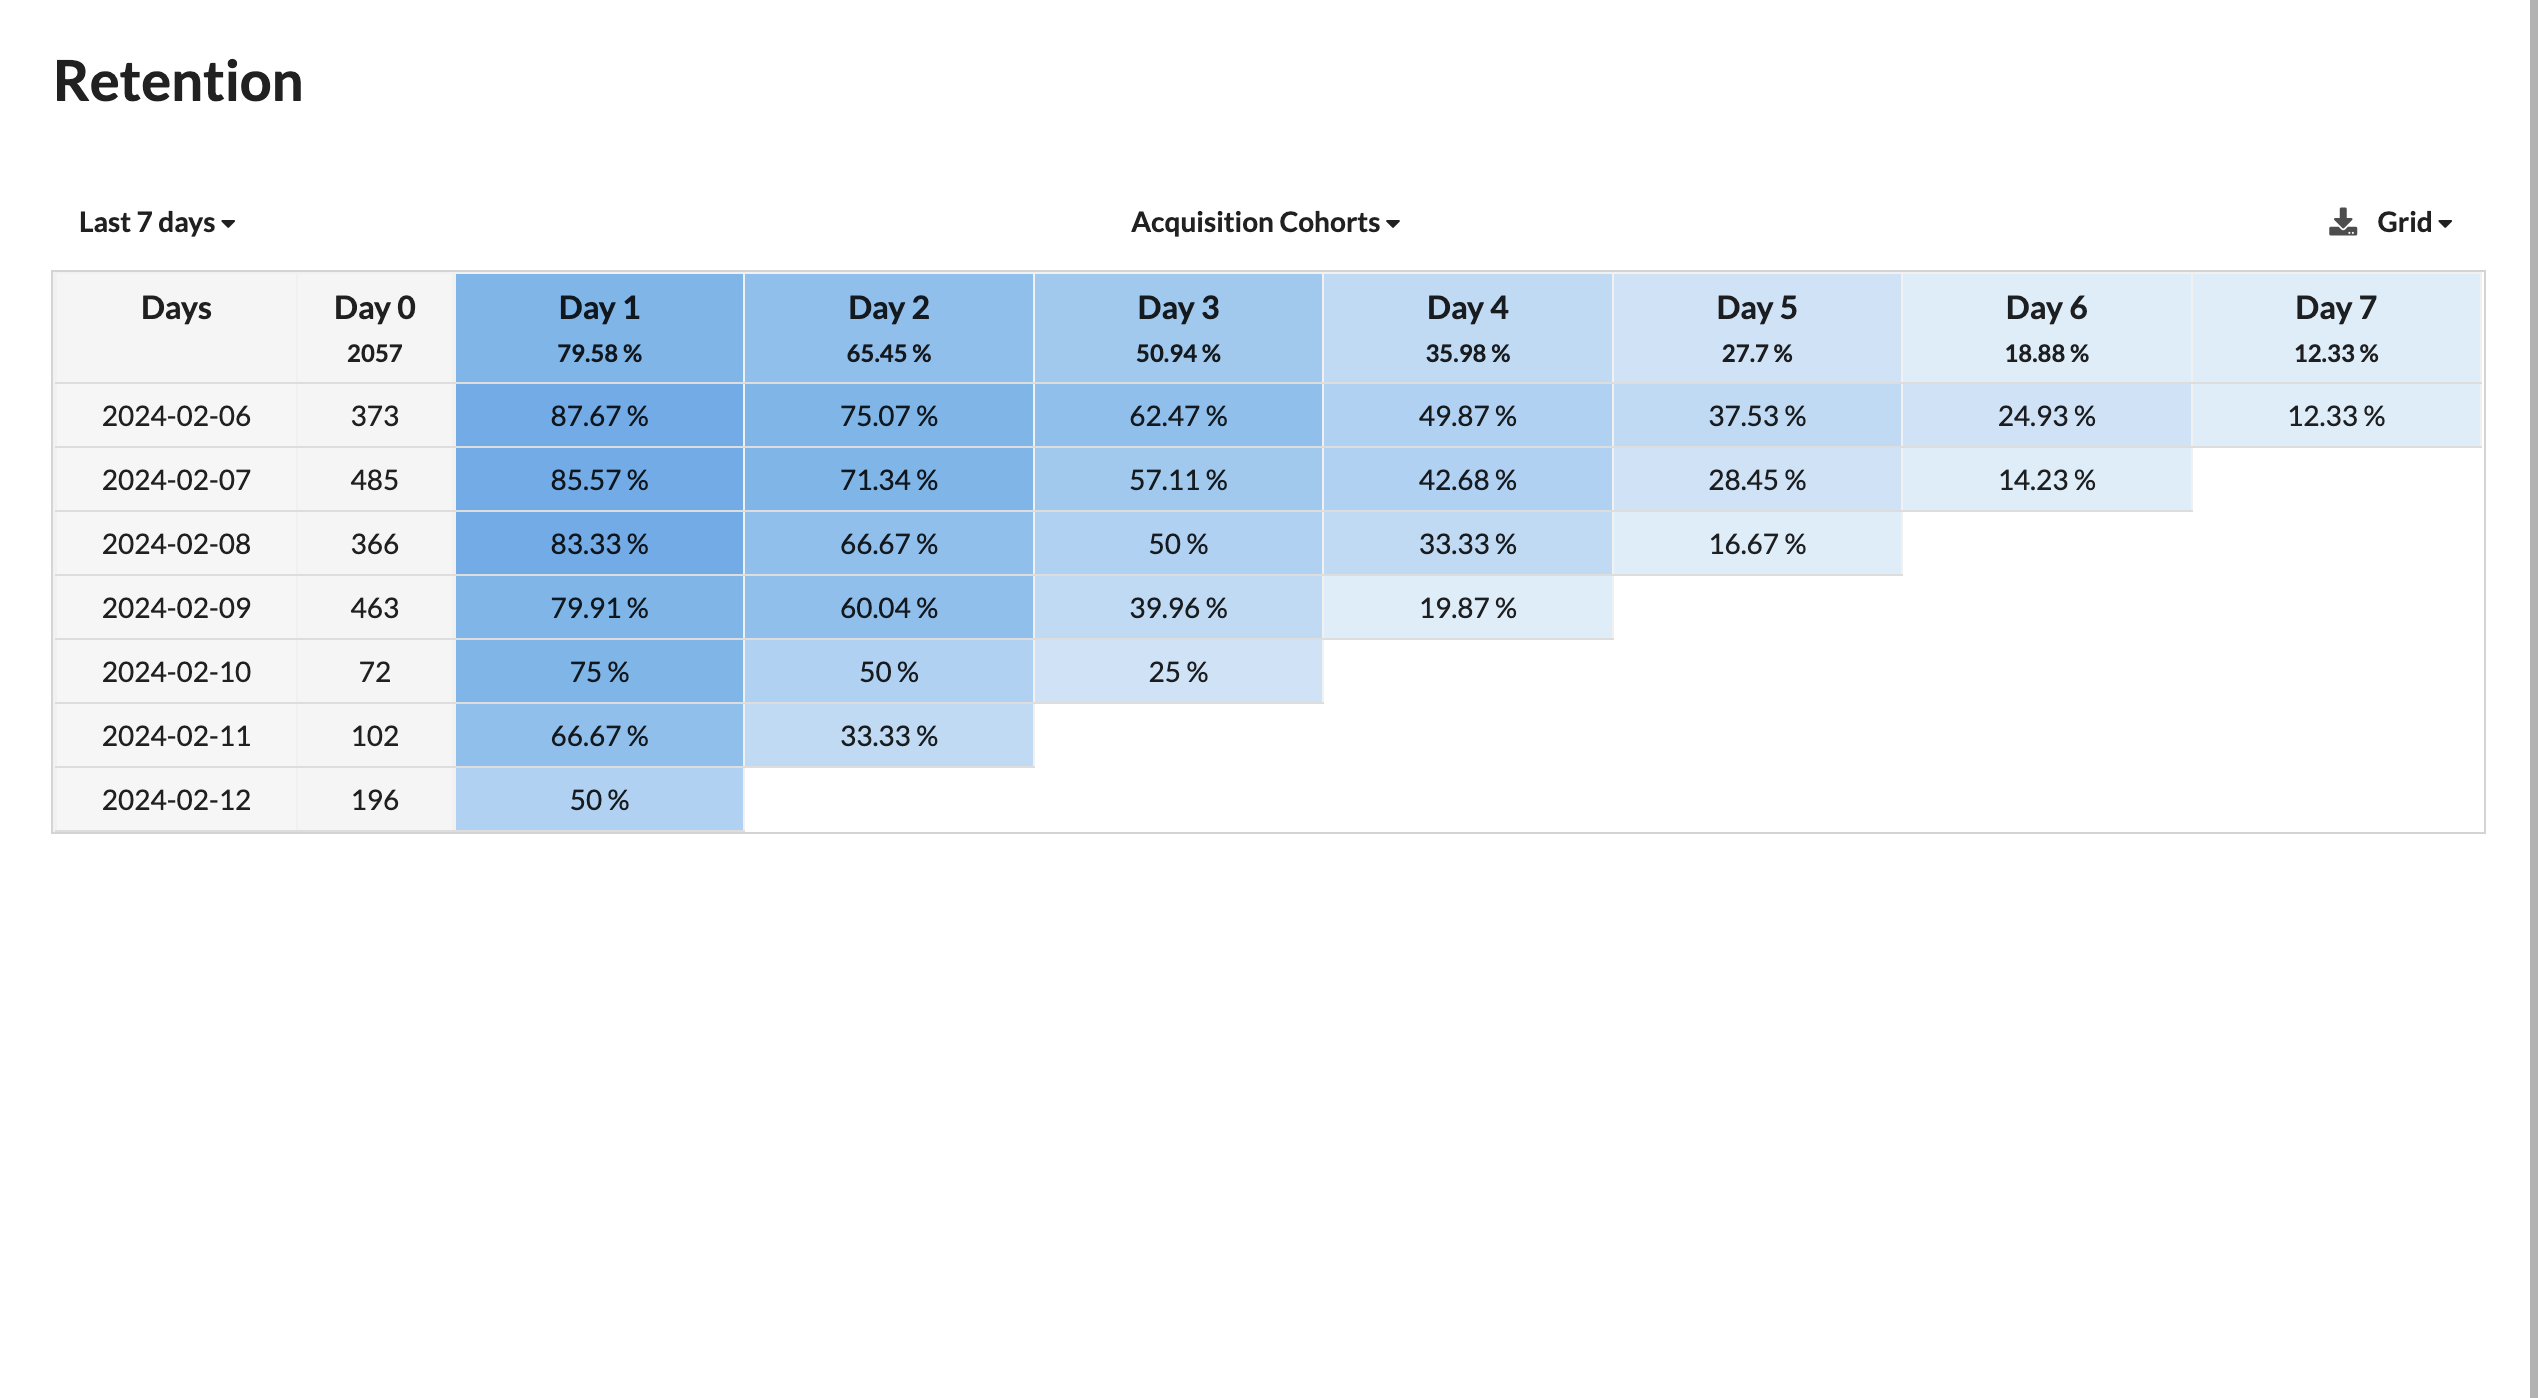 Retention
Last 7 days Acquisition Cohorts Grid
Days Day 0 Day 1 Day 2 Day 3 Day 4 Day 5 Day 6 Day 7
2057 79.58 % 65.45 % 50.94 % 35.98 % 27.7 % 18.88 % 12.33 %
2024-02-06 373 87.67 % 75.07 % 62.47 % 49.87 % 37.53 % 24.93 % 12.33 %
2024-02-07 485 85.57 % 71.34 % 57.11 % 42.68 % 28.45 % 14.23 %
2024-02-08 366 83.33 % 66.67 % 50 % 33.33 % 16.67 %
2024-02-09 463 79.91 % 60.04 % 39.96 % 19.87 %
2024-02-10 72 75 % 50 % 25 %
2024-02-11 102 66.67 % 33.33 %
2024-02-12 196 50 %